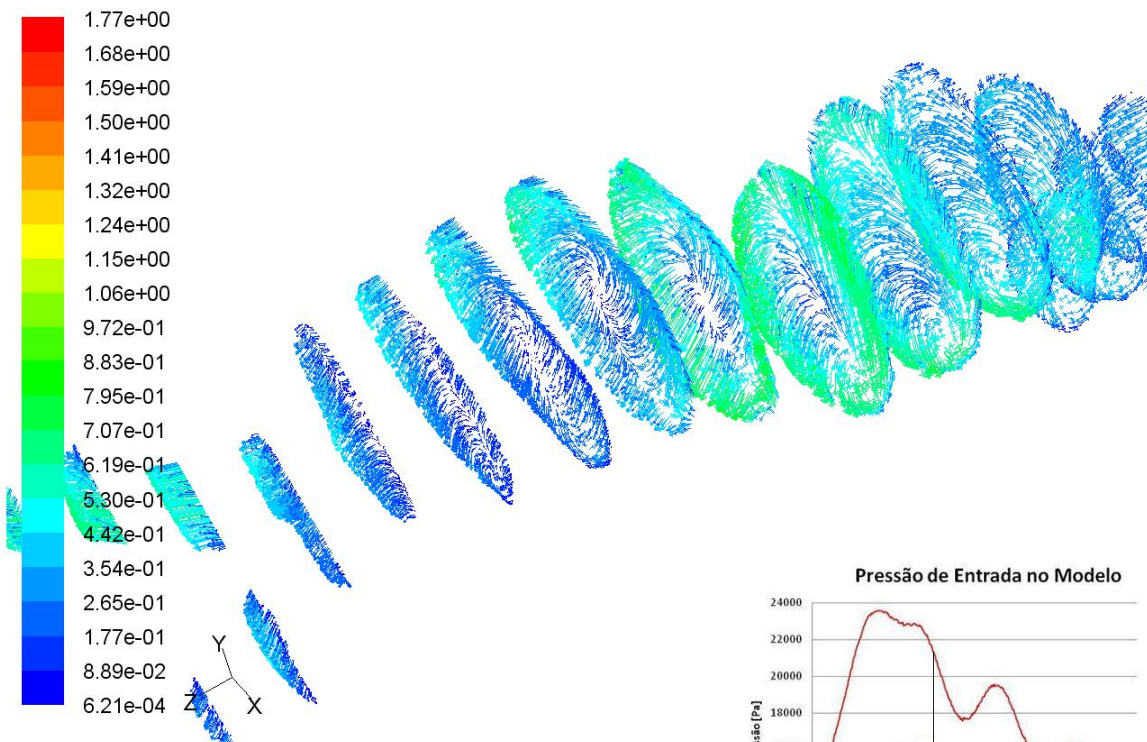 1.77e+00
1.68e+00
1.59e+00
1.50e+00
1.41e+00
1.32e+00
1.24e+00
1.15e+00
1.06e+00
9.72e-01
8.83e-01
7.95e-01
7.07e-01
6.19e-01
5.30e-01
4.42e-01
3.54e-01
2.65e-01
1.77e-01
8.89e-02
6.21e-04
Y
Z
X
Pressão de Entrada no Modelo
24000
22000
20000
18000
[Pa]